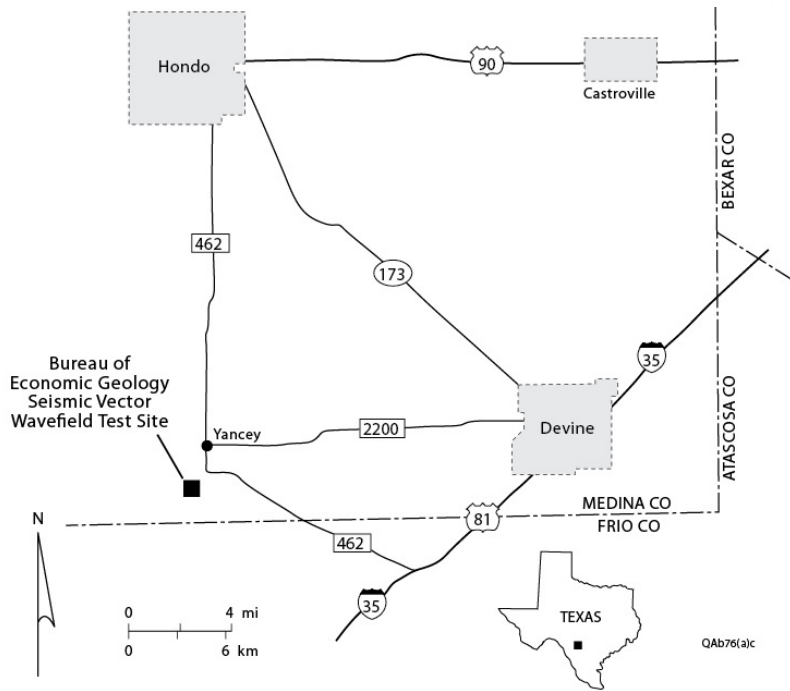 Hondo
90
Castroville
BEXAR CO
462
173
35
Bureau of
Economic Geology
Seismic Vector
Wavefield Test Site
Yancey
2200
Devine
ATASCOSA CO
MEDINA CO
FRIO CO
81
N
462
35
0 4 mi
0 6 km
TEXAS
QAb76(a)c